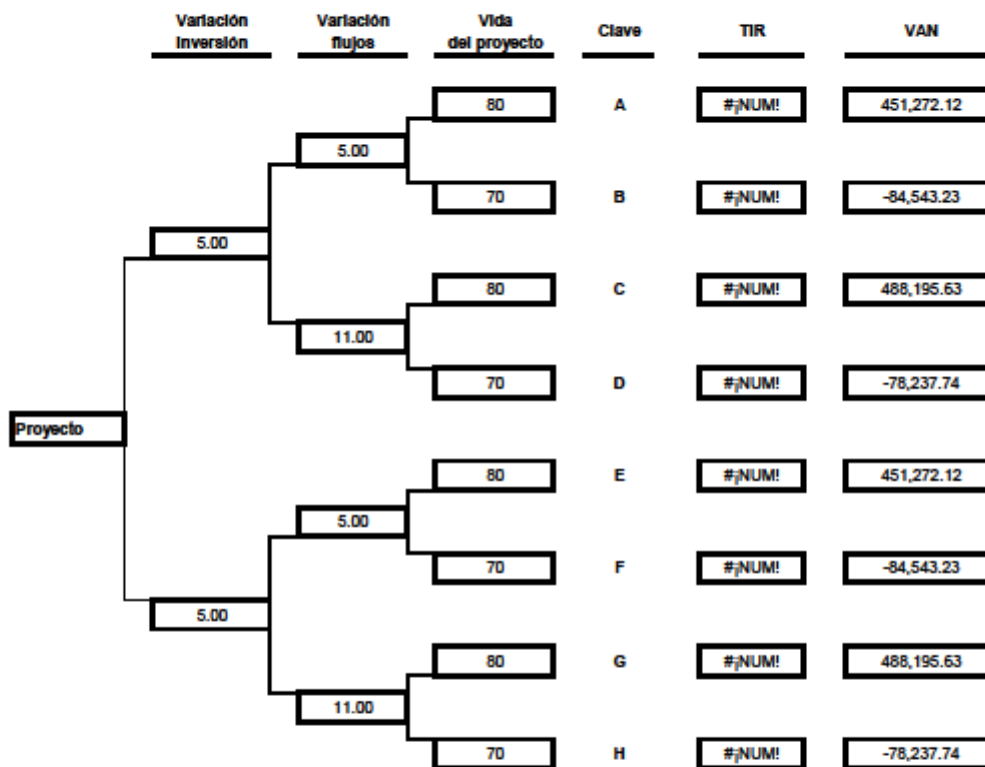 Variación Variación Vida
Inversión flujos del proyecto Clave TIR VAN
80 A #¡NUM! 451,272.12
5.00
70 B #¡NUM! -84,543.23
5.00
80 C #¡NUM! 488,195.63
11.00
70 D #¡NUM! -78,237.74
Proyecto
80 E #¡NUM! 451,272.12
5.00
70 F #¡NUM! -84,543.23
5.00
80 G #¡NUM! 488,195.63
11.00
70 H #¡NUM! -78,237.74